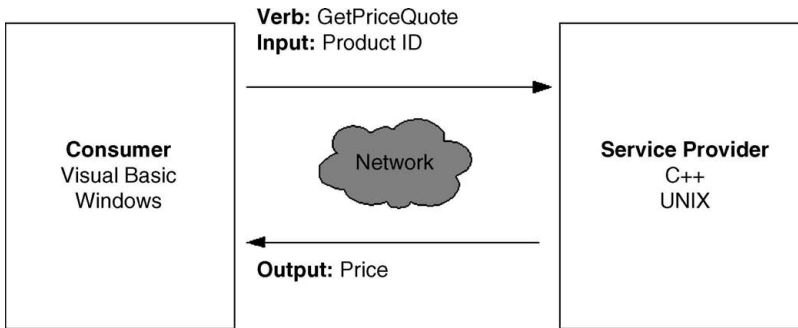 Verb: GetPriceQuote
Input: Product ID
Consumer
Visual Basic
Windows
Network
Service Provider
C++
UNIX
Output: Price